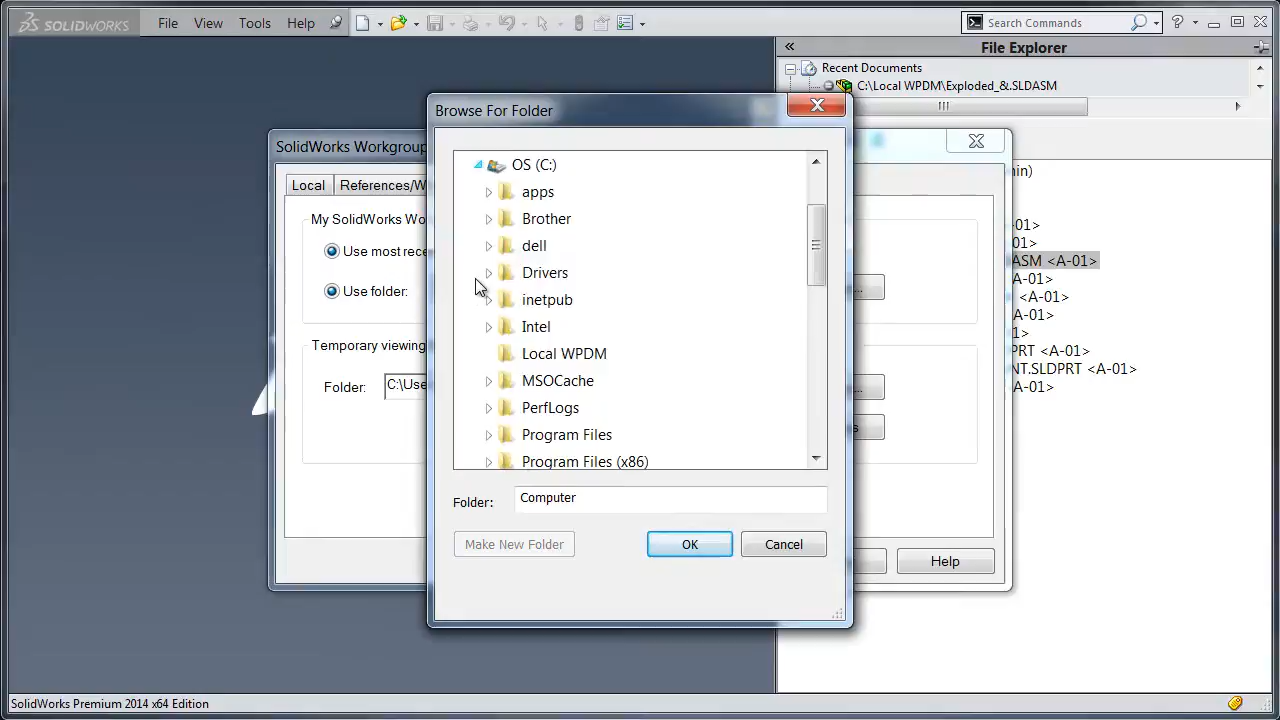 SOLIDWORKS File View Tools Help Search Commands
File Explorer
Recent Documents
C:\Local WPDM\Exploded_&.SLDASM
Browse For Folder
SolidWorks Workgroup
Local References/W
My SolidWorks Wo
Use most rece
Use folder:
Temporary viewing
Folder: C:\Use
OS (C:)
apps
Brother
dell
Drivers
inetpub
Intel
Local WPDM
MSOCache
PerfLogs
Program Files
Program Files (x86)
Folder: Computer
Make New Folder OK Cancel
Help
in)
-01>
01>
ASM <A-01>
A-01>
<A-01>
A-01>
1>
PRT <A-01>
NT.SLDPRT <A-01>
A-01>
SolidWorks Premium 2014 x64 Edition